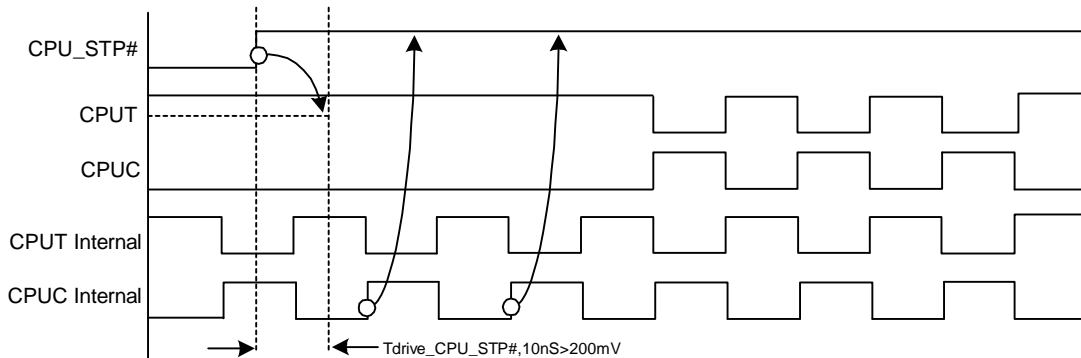 CPU_STP#
CPUT
CPUC
CPUT Internal
CPUC Internal
Tdrive_CPU_STP#,10nS>200mV